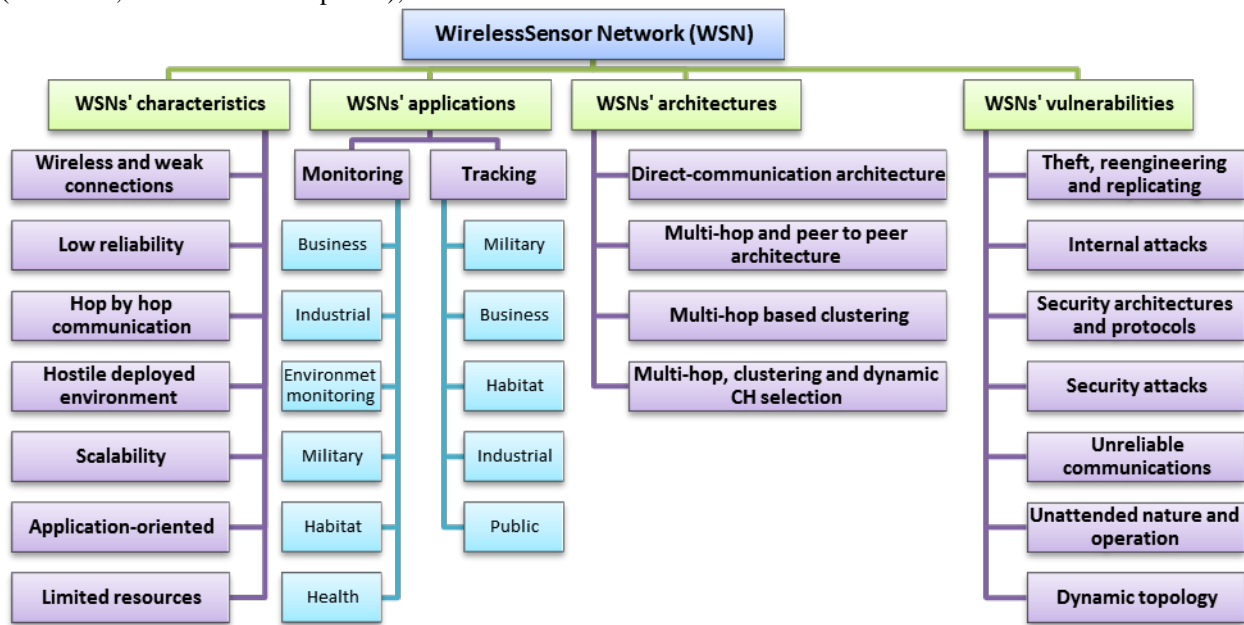 WirelessSensor Network (WSN)
WSNs' characteristics
Wireless and weak
connections
Low reliability
Hop by hop
communication
Hostile deployed
environment
Scalability
Application-oriented
Limited resources
WSNs' applications
Monitoring
Business
Industrial
Environmet
monitoring
Military
Habitat
Health
Tracking
Military
Business
Habitat
Industrial
Public
WSNs' architectures
Direct-communication architecture
Multi-hop and peer to peer
architecture
Multi-hop based clustering
Multi-hop, clustering and dynamic
CH selection
WSNs' vulnerabilities
Theft, reengineering
and replicating
Internal attacks
Security architectures
and protocols
Security attacks
Unreliable
communications
Unattended nature and
operation
Dynamic topology